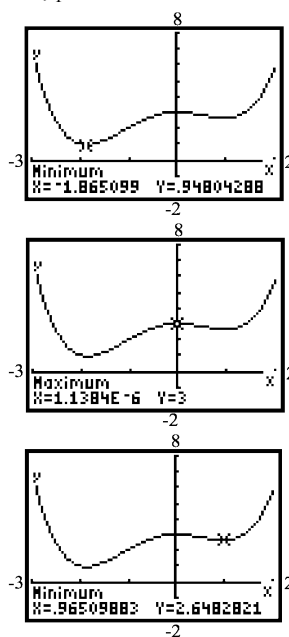 8
y
-3
x
Minimum
X=-1.865099 Y=.94804288
-2
8
y
-3
x 2
Maximum
X=1.1384E-6 Y=3
-2
8
y
-3
x 2
Minimum
X=.96509883 Y=2.6482821
-2